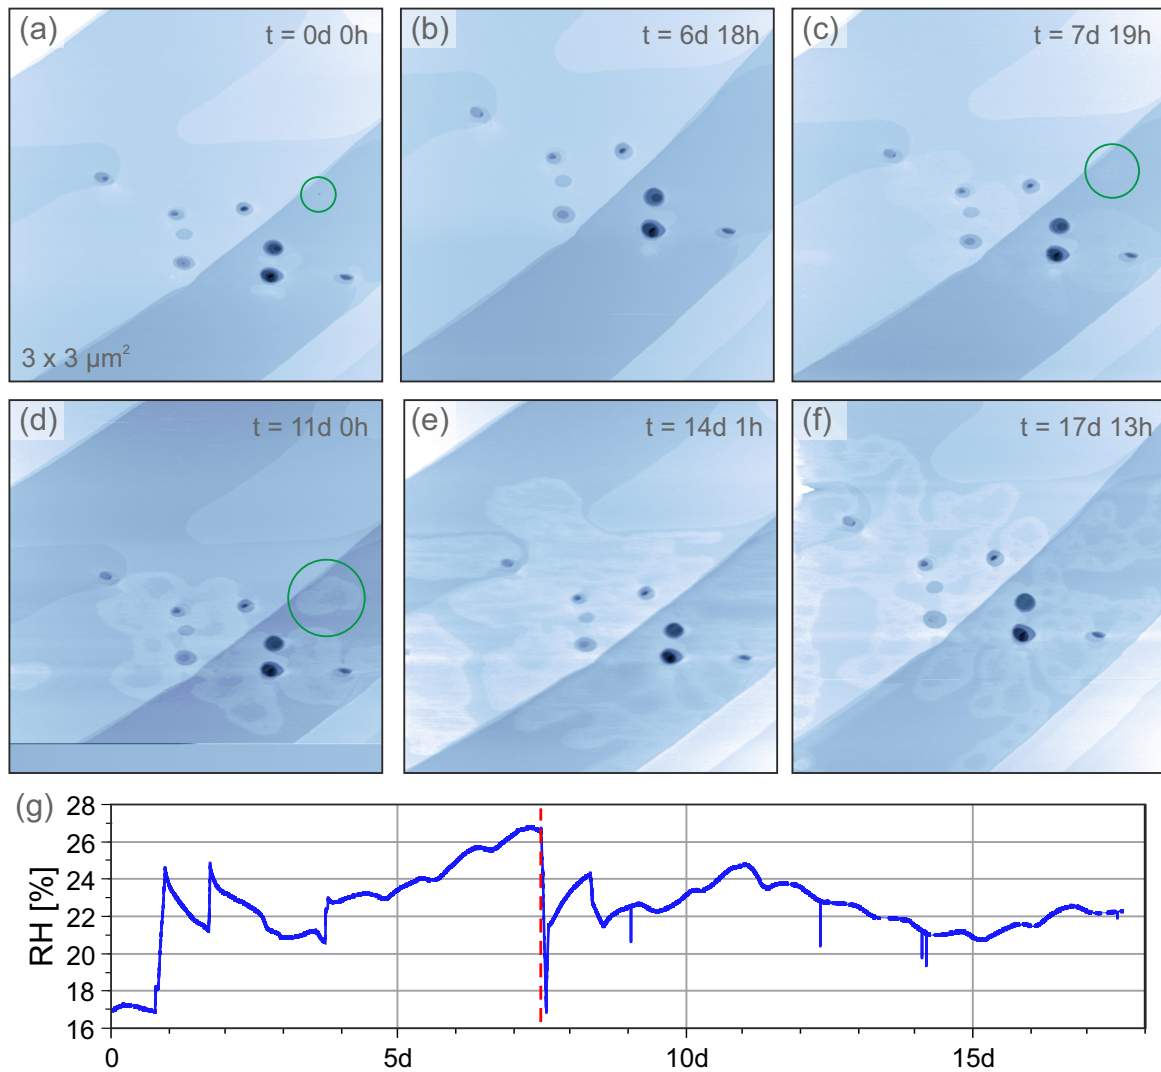 (a) t = 0d 0h
3 x 3 µm²
(b) t = 6d 18h
(c) t = 7d 19h
(d) t = 11d 0h
(e) t = 14d 1h
(f) t = 17d 13h
(g)
RH [%]
28
26
24
22
20
18
16
0 5d 10d 15d